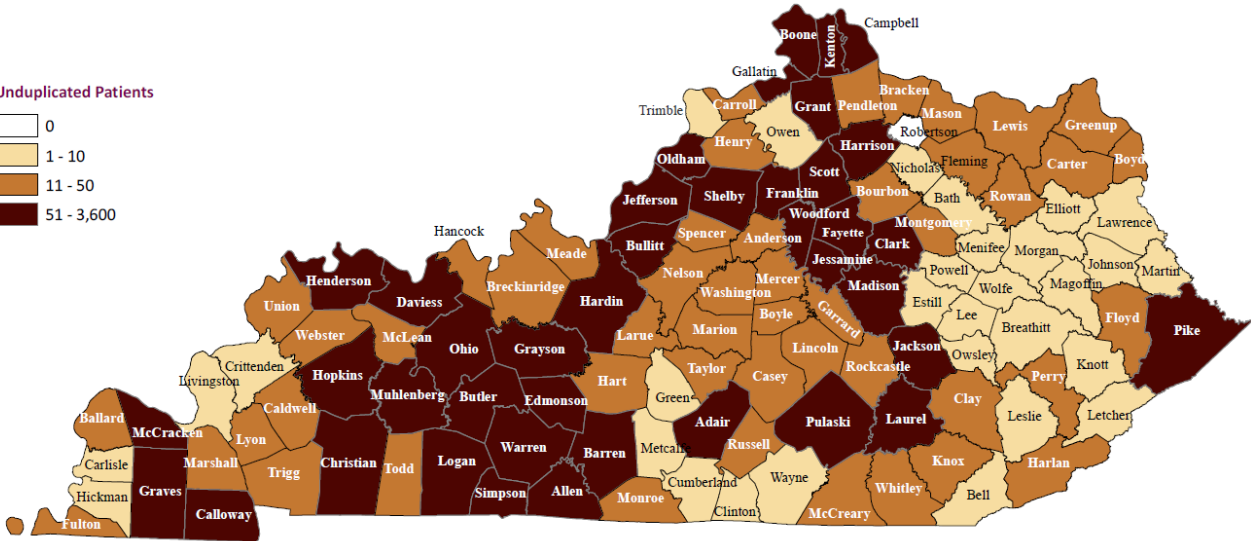 Unduplicated Patients
0
1 - 10
11 - 50
51 - 3,600
Campbell
Boone
Kenton
Gallatin
Trimble
Carroll
Grant
Pendleton
Bracken
Mason
Lewis
Greenup
Owen
Robertson
Henry
Harrison
Fleming
Carter
Boyd
Oldham
Scott
Nicholas
Rowan
Jefferson
Shelby
Franklin
Bourbon
Bath
Elliott
Woodford
Montgomery
Lawrence
Hancock
Spencer
Anderson
Fayette
Clark
Bullitt
Menifee
Morgan
Meade
Jessamine
Johnson
Martin
Henderson
Nelson
Powell
Mercer
Madison
Wolfe
Magoffin
Breckinridge
Washington
Daviess
Hardin
Estill
Union
Garrard
Lee
Boyle
Breathitt
Floyd
Pike
Webster
McLean
Larue
Marion
Ohio
Grayson
Lincoln
Jackson
Owsley
Crittenden
Rockcastle
Knott
Hopkins
Hart
Taylor
Casey
Perry
Livingston
Muhlenberg
Butler
Edmonson
Green
Clay
Caldwell
Leslie
Letcher
Ballard
Adair
Pulaski
Laurel
McCracken
Lyon
Warren
Russell
Metcalfe
Barren
Carlisle
Marshall
Christian
Todd
Logan
Knox
Harlan
Trigg
Wayne
Graves
Cumberland
Whitley
Hickman
Simpson
Allen
Monroe
Bell
Calloway
Clinton
McCreary
Fulton